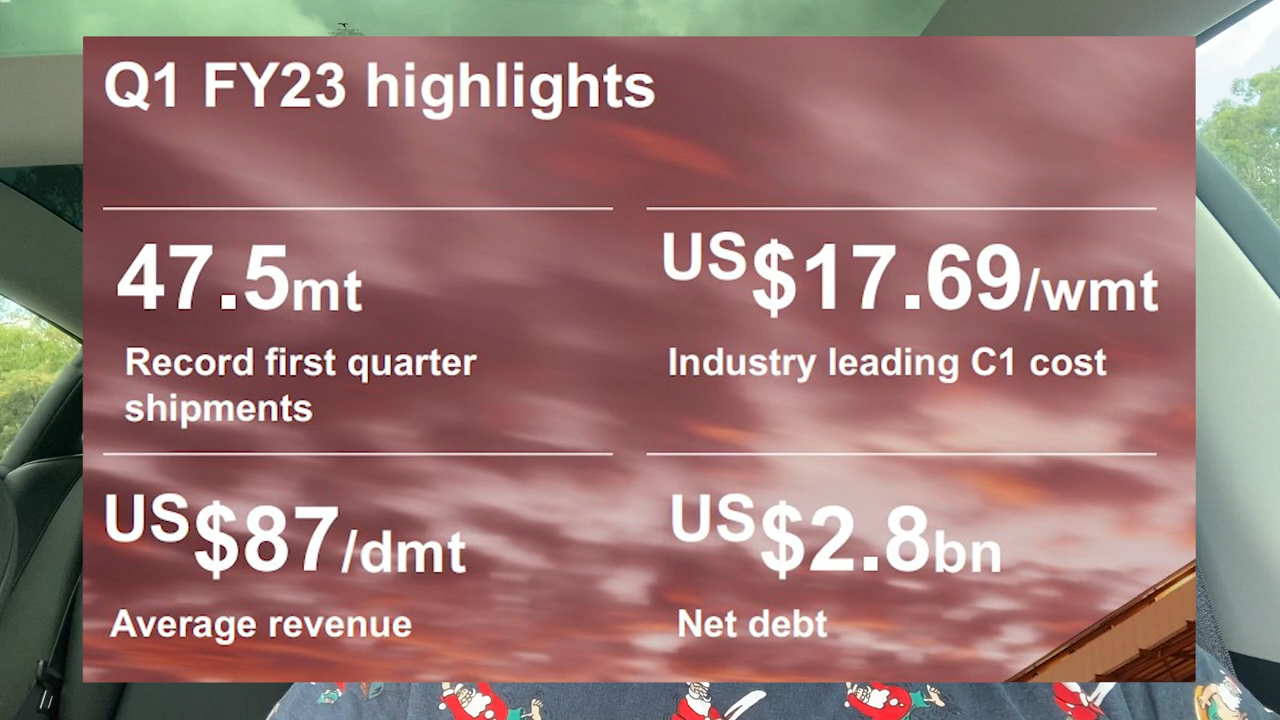 Q1 FY23 highlights
47.5mt
Record first quarter
shipments
US$17.69/wmt
Industry leading C1 cost
US$87/dmt
Average revenue
US$2.8bn
Net debt